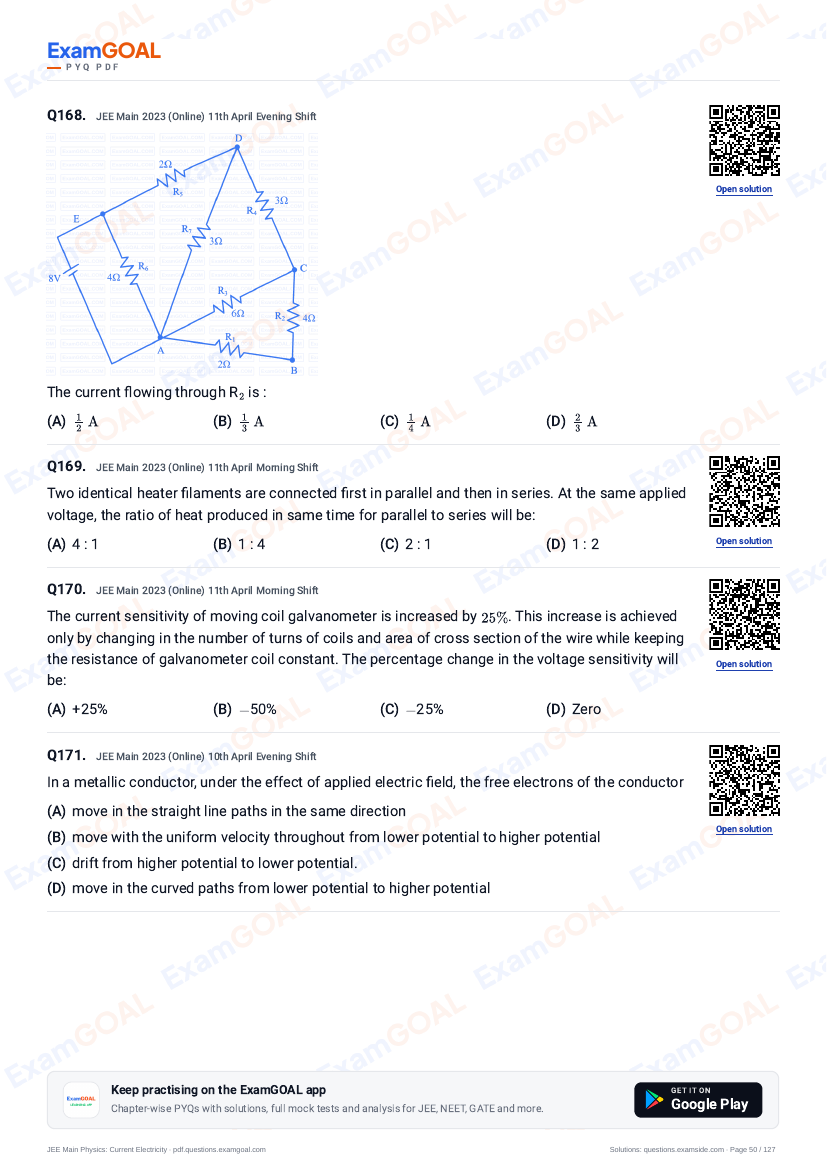 ExamGOAL
PYQ PDF
Q168. JEE Main 2023 (Online) 11th April Evening Shift
D
2Ω
R₅
3Ω
R₄
E
R₇
3Ω
8V
4Ω
R₆
C
R₃
6Ω
R₂
4Ω
R₁
A
2Ω
B
Open solution
The current flowing through R₂ is :
(A) 1/2 A (B) 1/3 A (C) 1/4 A (D) 2/3 A
Q169. JEE Main 2023 (Online) 11th April Morning Shift
Two identical heater filaments are connected first in parallel and then in series. At the same applied
voltage, the ratio of heat produced in same time for parallel to series will be:
(A) 4 : 1 (B) 1 : 4 (C) 2 : 1 (D) 1 : 2
Open solution
Q170. JEE Main 2023 (Online) 11th April Morning Shift
The current sensitivity of moving coil galvanometer is increased by 25%. This increase is achieved
only by changing in the number of turns of coils and area of cross section of the wire while keeping
the resistance of galvanometer coil constant. The percentage change in the voltage sensitivity will
be:
(A) +25% (B) −50% (C) −25% (D) Zero
Open solution
Q171. JEE Main 2023 (Online) 10th April Evening Shift
In a metallic conductor, under the effect of applied electric field, the free electrons of the conductor
(A) move in the straight line paths in the same direction
(B) move with the uniform velocity throughout from lower potential to higher potential
(C) drift from higher potential to lower potential.
(D) move in the curved paths from lower potential to higher potential
Open solution
ExamGOAL
Keep practising on the ExamGOAL app
Chapter-wise PYQs with solutions, full mock tests and analysis for JEE, NEET, GATE and more.
GET IT ON
Google Play
JEE Main Physics: Current Electricity · pdf.questions.examgoal.com
Solutions: questions.examside.com · Page 50 / 127